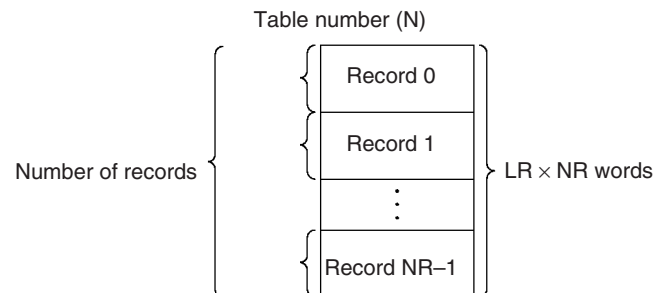 Table number (N)
Record 0
Record 1
Number of records
LR × NR words
⋮
Record NR–1